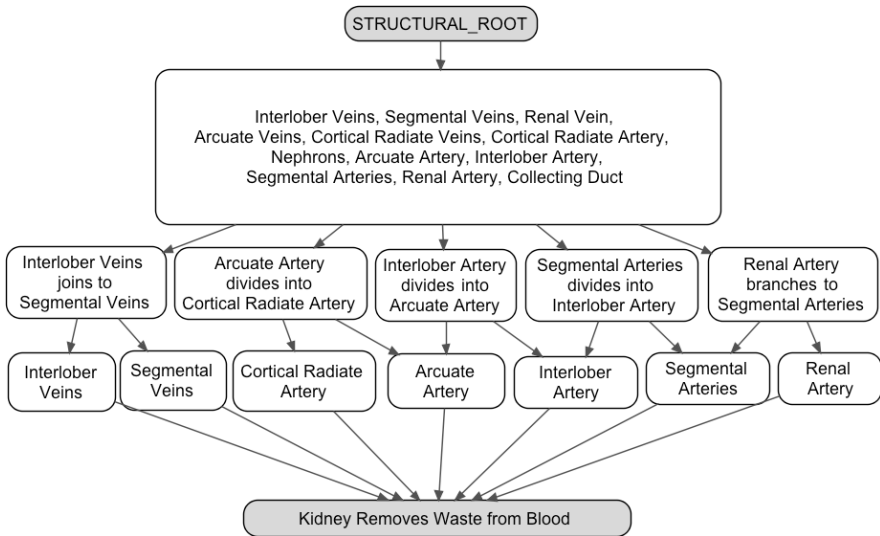 STRUCTURAL_ROOT
Interlober Veins, Segmental Veins, Renal Vein,
Arcuate Veins, Cortical Radiate Veins, Cortical Radiate Artery,
Nephrons, Arcuate Artery, Interlober Artery,
Segmental Arteries, Renal Artery, Collecting Duct
Interlober Veins
joins to
Segmental Veins
Arcuate Artery
divides into
Cortical Radiate Artery
Interlober Artery
divides into
Arcuate Artery
Segmental Arteries
divides into
Interlober Artery
Renal Artery
branches to
Segmental Arteries
Interlober
Veins
Segmental
Veins
Cortical Radiate
Artery
Arcuate
Artery
Interlober
Artery
Segmental
Arteries
Renal
Artery
Kidney Removes Waste from Blood